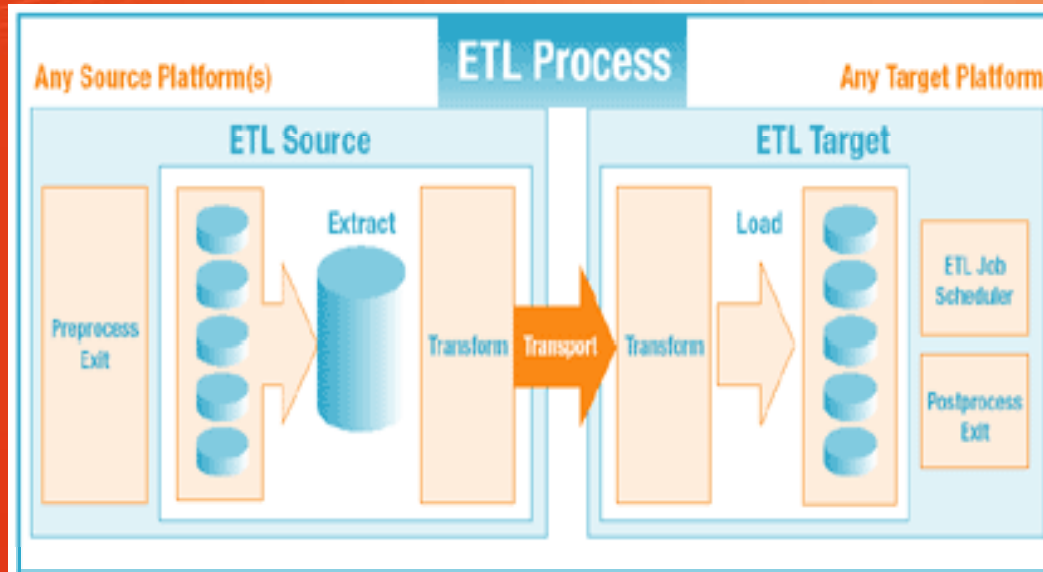 ETL Process
Any Source Platform(s)
Any Target Platform
ETL Source
ETL Target
Preprocess
Exit
Extract
Transform
Transport
Transform
Load
ETL Job
Scheduler
Postprocess
Exit